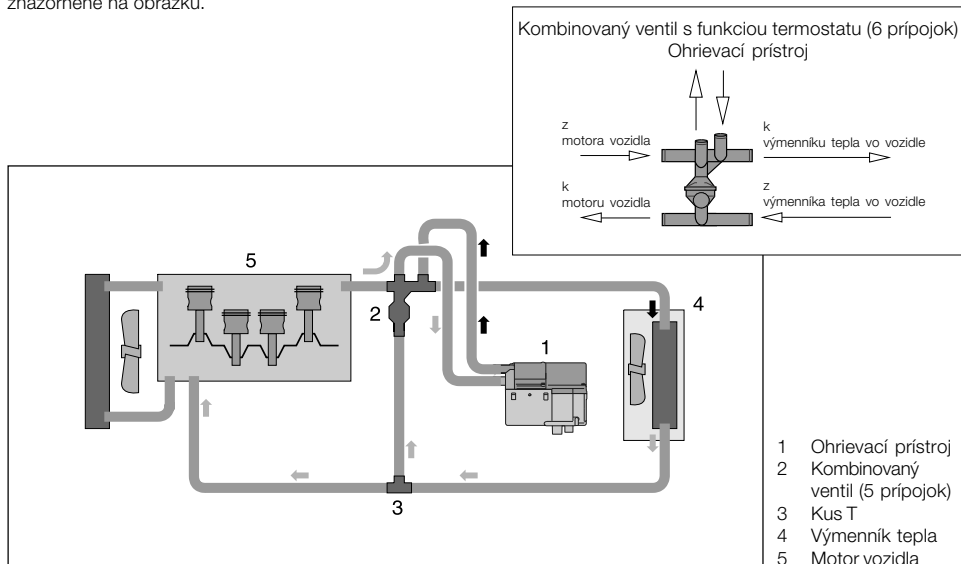 znázornené na obrázku.
Kombinovaný ventil s funkciou termostatu (6 prípojok)
Ohrievací prístroj
z
motora vozidla
k
výmenníku tepla vo vozidle
k
motoru vozidla
z
výmenníka tepla vo vozidle
5
2
1
4
3
1 Ohrievací prístroj
2 Kombinovaný
ventil (5 prípojok)
3 Kus T
4 Výmenník tepla
5 Motor vozidla